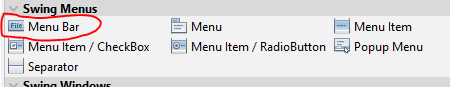 Swing Menus
File Menu Bar Menu Menu Item
Menu Item / CheckBox Menu Item / RadioButton Popup Menu
Separator
Swing Windows